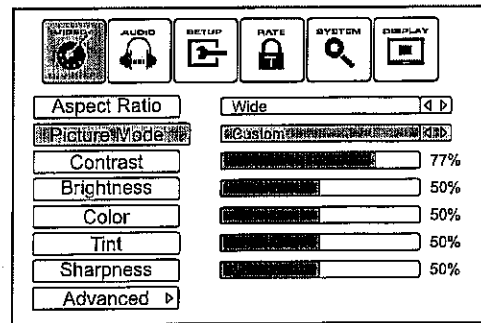 VIDEO AUDIO SETUP RATE SYSTEM DISPLAY
Aspect Ratio Wide
Picture Mode Custom
Contrast 77%
Brightness 50%
Color 50%
Tint 50%
Sharpness 50%
Advanced